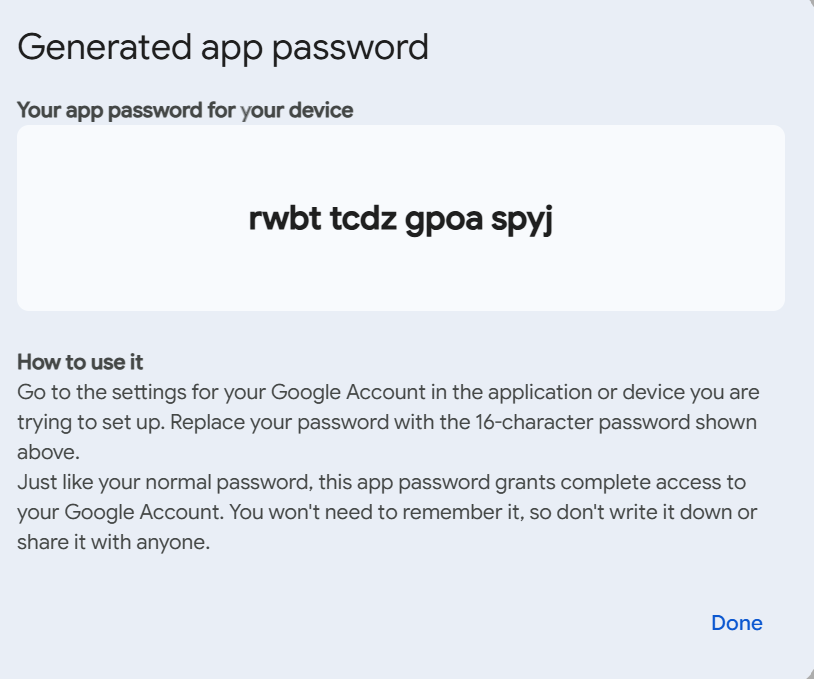 Generated app password
Your app password for your device
rwbt tcdz gpoa spyj
How to use it
Go to the settings for your Google Account in the application or device you are
trying to set up. Replace your password with the 16-character password shown
above.
Just like your normal password, this app password grants complete access to
your Google Account. You won't need to remember it, so don't write it down or
share it with anyone.
Done